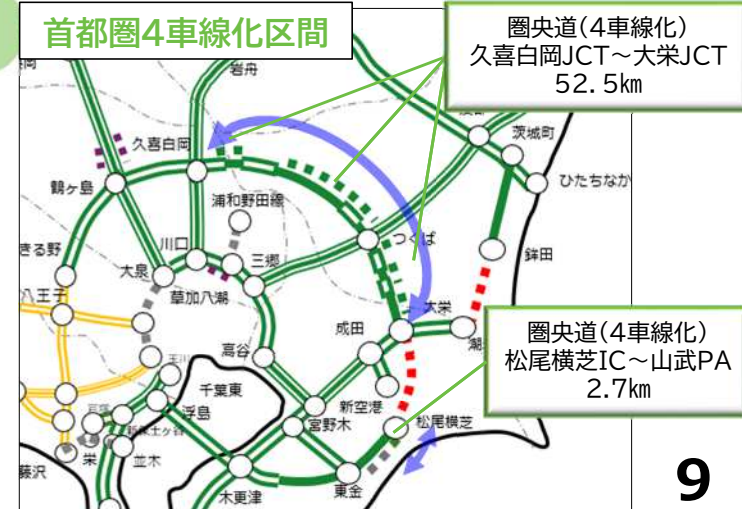 首都圏4車線化区間
圏央道(4車線化)
久喜白岡JCT～大栄JCT
52.5㎞
岩舟
久喜白岡
茨城町
ひたちなか
鶴ヶ島
浦和野田線
つくば
川口
三郷
鉾田
きる野
大泉
草加八潮
八王子
大栄
成田
高谷
圏央道(4車線化)
松尾横芝IC～山武PA
2.7㎞
千葉東
新空港
浮島
宮野木
松尾横芝
栄
並木
藤沢
木更津
東金
9